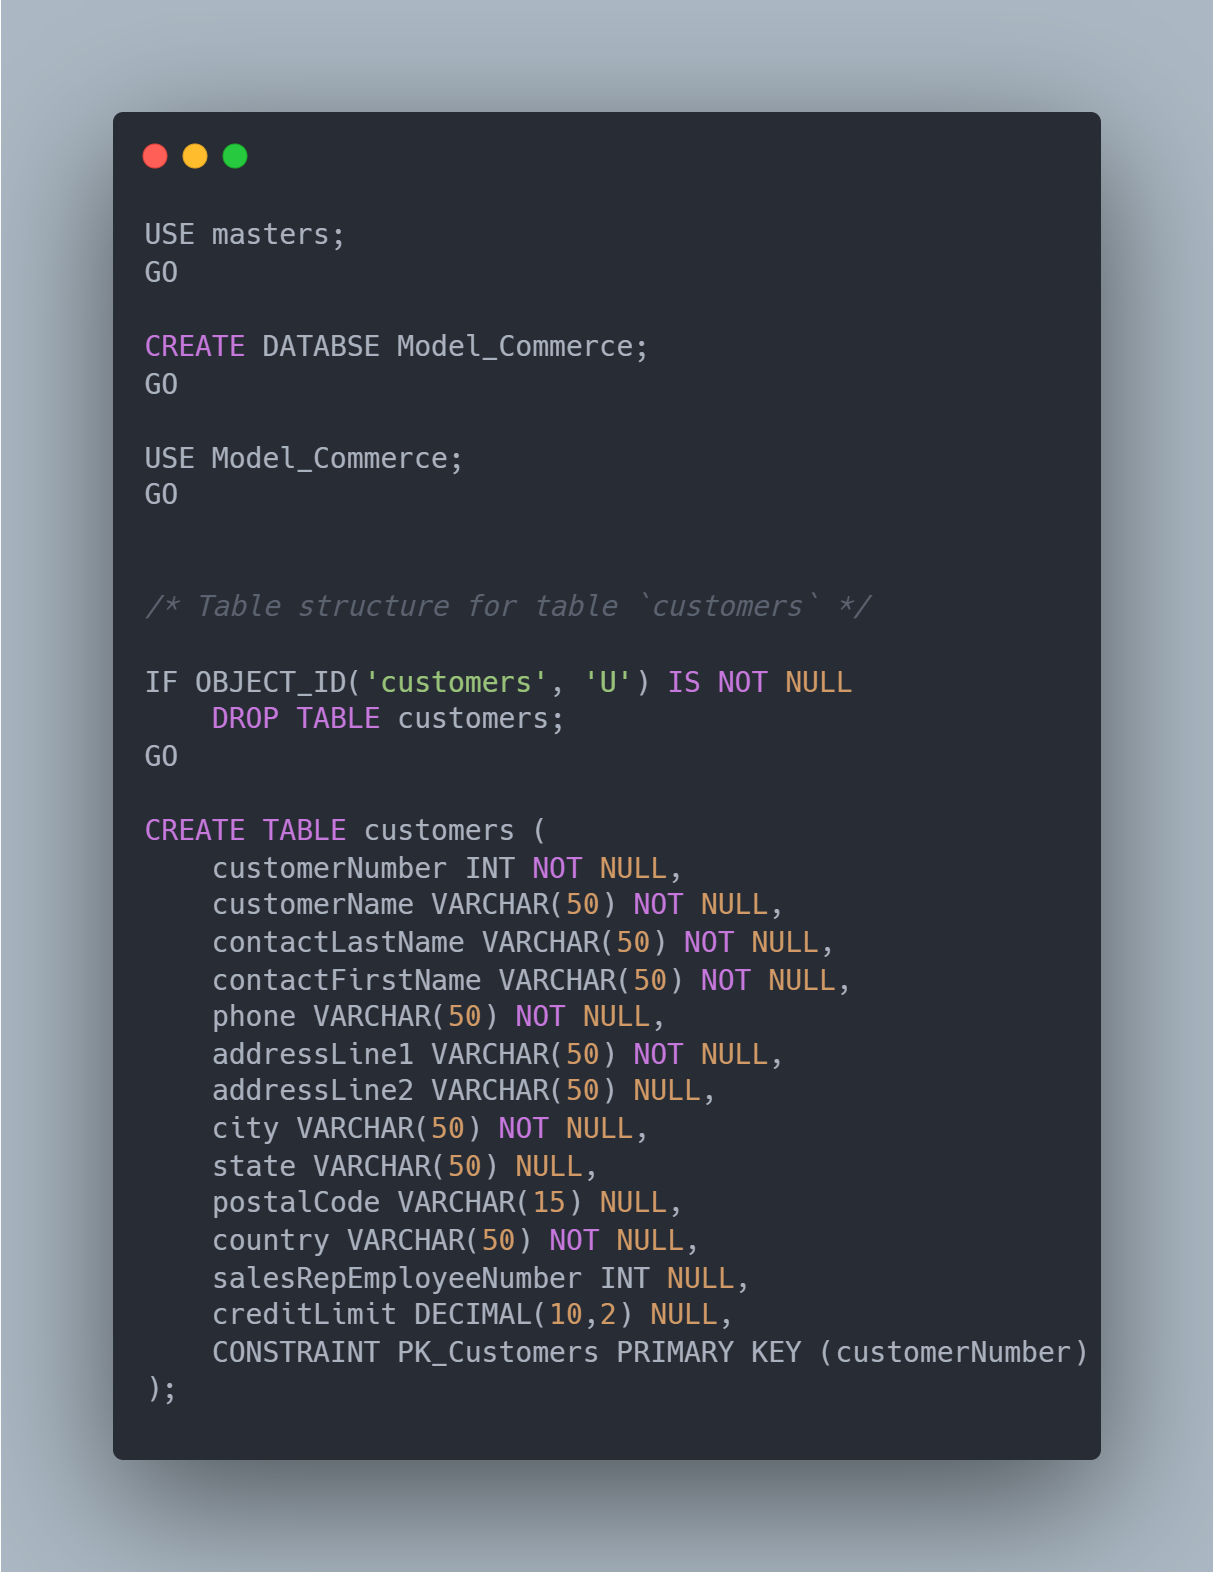 USE masters;
GO
CREATE DATABSE Model_Commerce;
GO
USE Model_Commerce;
GO
/* Table structure for table `customers` */
IF OBJECT_ID('customers', 'U') IS NOT NULL
    DROP TABLE customers;
GO
CREATE TABLE customers (
    customerNumber INT NOT NULL,
    customerName VARCHAR(50) NOT NULL,
    contactLastName VARCHAR(50) NOT NULL,
    contactFirstName VARCHAR(50) NOT NULL,
    phone VARCHAR(50) NOT NULL,
    addressLine1 VARCHAR(50) NOT NULL,
    addressLine2 VARCHAR(50) NULL,
    city VARCHAR(50) NOT NULL,
    state VARCHAR(50) NULL,
    postalCode VARCHAR(15) NULL,
    country VARCHAR(50) NOT NULL,
    salesRepEmployeeNumber INT NULL,
    creditLimit DECIMAL(10,2) NULL,
    CONSTRAINT PK_Customers PRIMARY KEY (customerNumber)
);